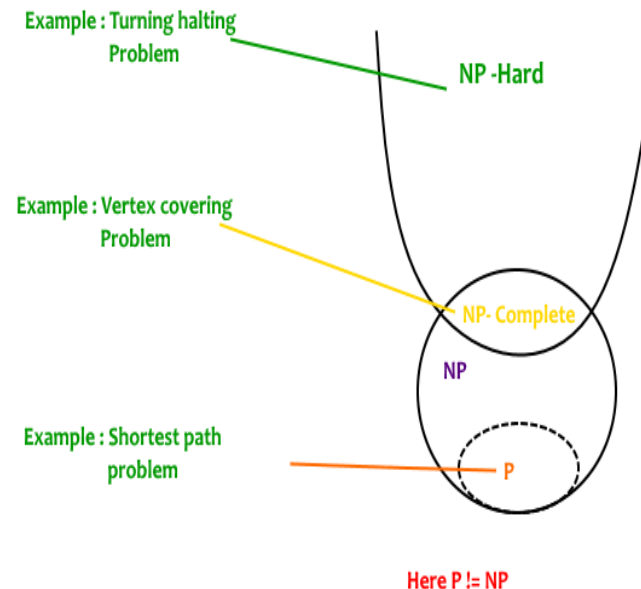 Example : Turning halting
Problem
NP -Hard
Example : Vertex covering
Problem
NP- Complete
NP
Example : Shortest path
problem
P
Here P != NP